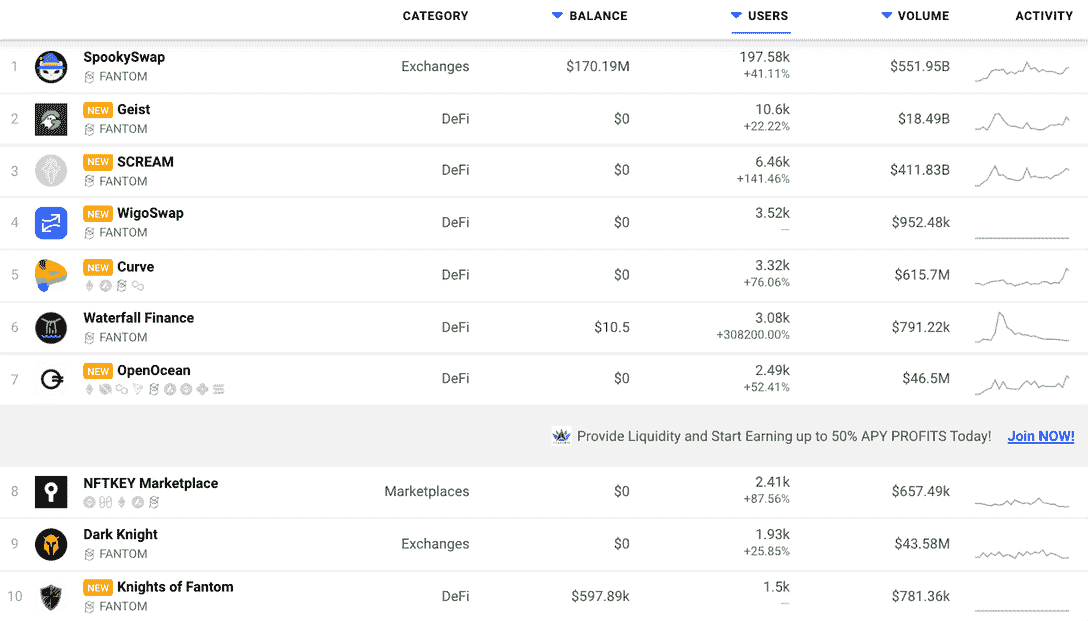 CATEGORY BALANCE USERS VOLUME ACTIVITY
1 SpookySwap Exchanges $170.19M 197.58k $551.95B
FANTOM +41.11%
2 NEW Geist DeFi $0 10.6k $18.49B
FANTOM +22.22%
3 NEW SCREAM DeFi $0 6.46k $411.83B
FANTOM +141.46%
4 NEW WigoSwap DeFi $0 3.52k $952.48k
FANTOM –
5 NEW Curve DeFi $0 3.32k $615.7M
+76.06%
6 Waterfall Finance DeFi $10.5 3.08k $791.22k
FANTOM +308200.00%
7 NEW OpenOcean DeFi $0 2.49k $46.5M
+52.41%
Provide Liquidity and Start Earning up to 50% APY PROFITS Today! Join NOW!
8 NFTKEY Marketplace Marketplaces $0 2.41k $657.49k
+87.56%
9 Dark Knight Exchanges $0 1.93k $43.58M
FANTOM +25.85%
10 NEW Knights of Fantom DeFi $597.89k 1.5k $781.36k
FANTOM –